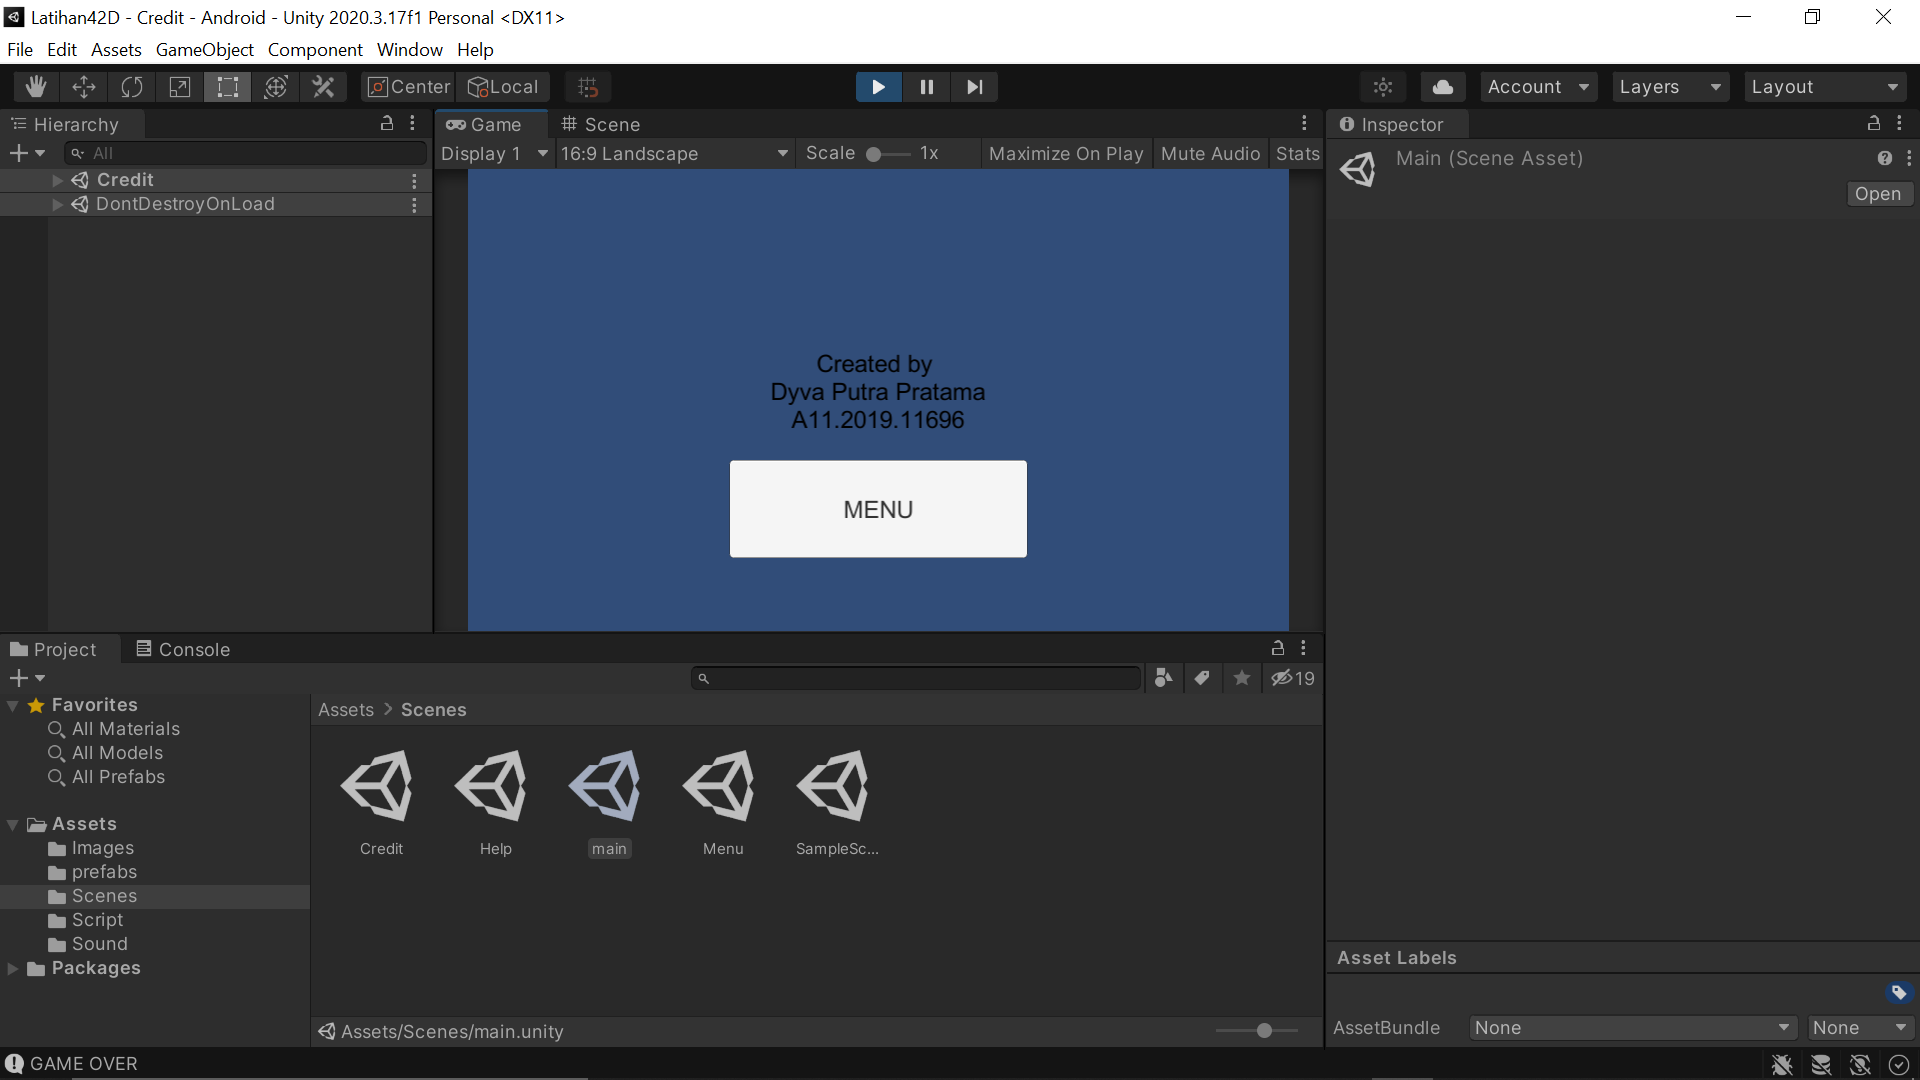 Latihan42D - Credit - Android - Unity 2020.3.17f1 Personal <DX11>
File Edit Assets GameObject Component Window Help
Center Local Account Layers Layout
Hierarchy
All
Credit
DontDestroyOnLoad
Game Scene
Display 1 16:9 Landscape Scale 1x Maximize On Play Mute Audio Stats
Created by
Dyva Putra Pratama
A11.2019.11696
MENU
Inspector
Main (Scene Asset)
Open
Project Console
19
Favorites
All Materials
All Models
All Prefabs
Assets
Images
prefabs
Scenes
Script
Sound
Packages
Assets > Scenes
Credit Help main Menu SampleSc...
Assets/Scenes/main.unity
Asset Labels
AssetBundle None None
GAME OVER